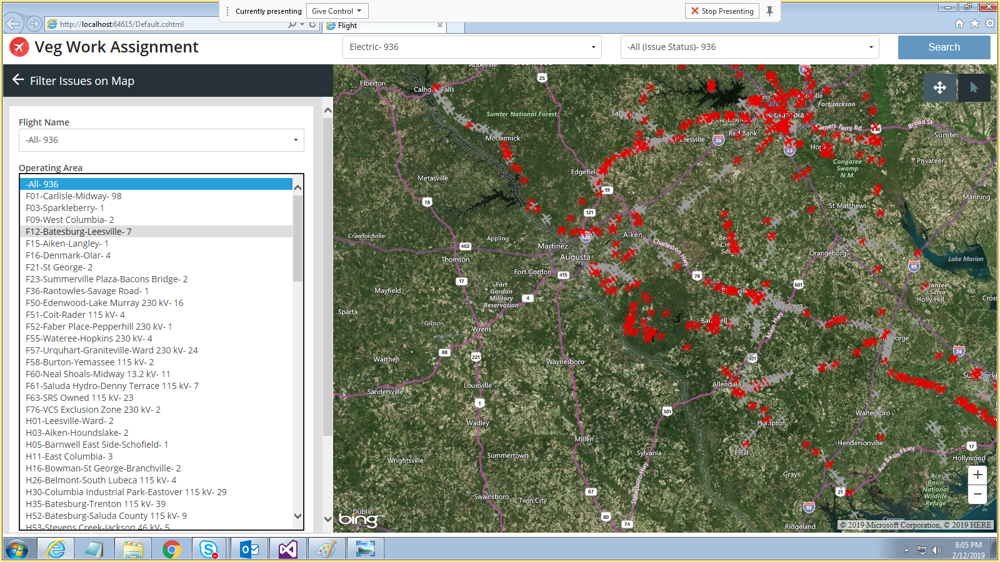 Currently presenting
Give Control
Stop Presenting
http://localhost:64615/Default.cshtml
Flight
Veg Work Assignment
Electric- 936
-All (Issue Status)- 936
Search
Filter Issues on Map
Flight Name
-All- 936
Operating Area
-All- 936
F01-Carlisle-Midway- 98
F03-Sparkleberry- 1
F09-West Columbia- 2
F12-Batesburg-Leesville- 7
F15-Aiken-Langley- 1
F16-Denmark-Olar- 4
F21-St George- 2
F23-Summerville Plaza-Bacons Bridge- 2
F36-Rantowles-Savage Road- 1
F50-Edenwood-Lake Murray 230 kV- 16
F51-Coit-Rader 115 kV- 4
F52-Faber Place-Pepperhill 230 kV- 1
F55-Wateree-Hopkins 230 kV- 4
F57-Urquhart-Graniteville-Ward 230 kV- 24
F58-Burton-Yemassee 115 kV- 2
F60-Neal Shoals-Midway 13.2 kV- 11
F61-Saluda Hydro-Denny Terrace 115 kV- 7
F63-SRS Owned 115 kV- 23
F76-VCS Exclusion Zone 230 kV- 2
H01-Leesville-Ward- 2
H03-Aiken-Houndslake- 2
H05-Barnwell East Side-Schofield- 1
H11-East Columbia- 3
H16-Bowman-St George-Branchville- 2
H26-Belmont-South Lubeca 115 kV- 4
H30-Columbia Industrial Park-Eastover 115 kV- 29
H35-Batesburg-Trenton 115 kV- 39
H52-Batesburg-Saluda County 115 kV- 9
H53-Stevens Creek-Jackson 46 kV- 5
Abbeville
Elberton
25
Calhoun Falls
Sumter National Forest
McCormick
Fort Jackson
Columbia
Lexington
Red Bank
20
Garners Ferry Rd
Broad St
Sumter
Hopkins
Congaree Swamp N.M.
Privateer
Edgefield
Metasville
19
78
121
St Matthews
Manning
Crawfordville
Appling
Martinez
520
Aiken
402
Thomson
Augusta
Charleston Hwy
Orangeburg
Lake Marion
95
Fort Gordon
415
78
17
601
Mayfield
Fort Gordon Military Reservation
4
Holly Hill
Sparta
Gibson
Wrens
Main Hwy
88
221
Warthen
Waynesboro
321
26
Louisville
Allendale
Sandersville
1
301
Walterboro
Wadley
Hampton
Millen
Sylvania
Estill
Hendersonville
17
Wrightsville
Summertown
Ace Basin Pkwy
Hollywood
Statesboro Hwy
Grays
Ace Basin National Wildlife Refuge
21
Swainsboro
Twin City
67
95
Dublin
80
74
Ridgeland
bing
© 2019 Microsoft Corporation, © 2019 HERE
8:05 PM
2/12/2019